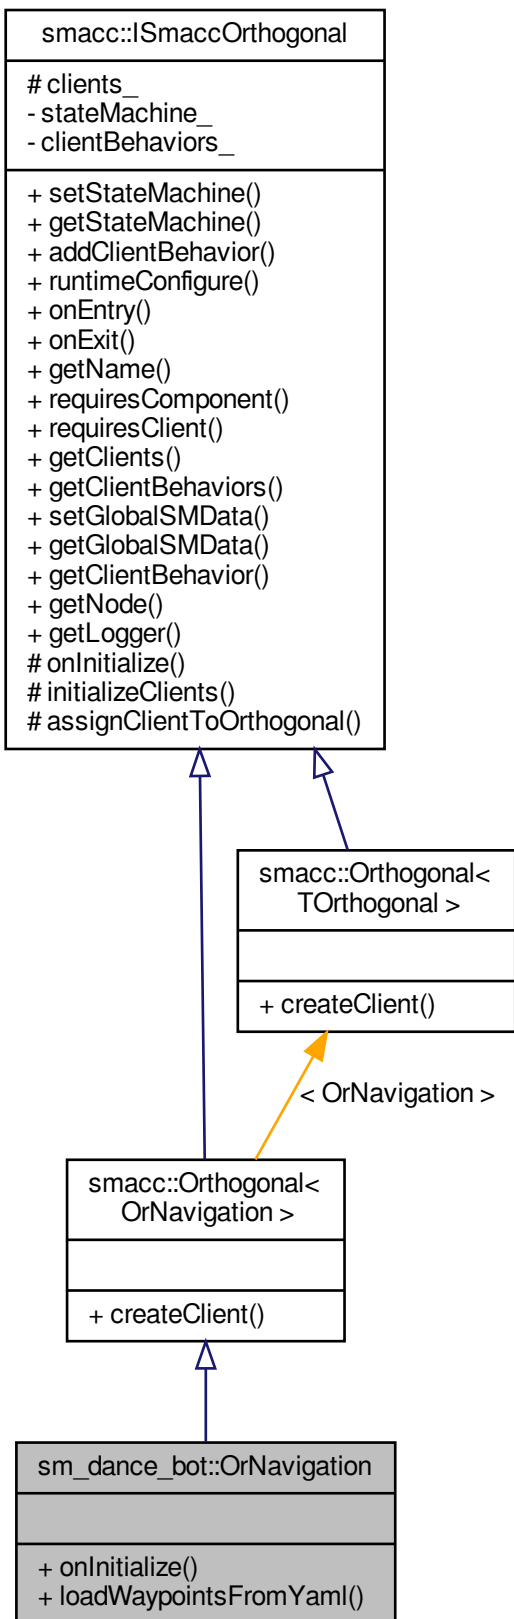 smacc::ISmaccOrthogonal
# clients_
- stateMachine_
- clientBehaviors_
+ setStateMachine()
+ getStateMachine()
+ addClientBehavior()
+ runtimeConfigure()
+ onEntry()
+ onExit()
+ getName()
+ requiresComponent()
+ requiresClient()
+ getClients()
+ getClientBehaviors()
+ setGlobalSMData()
+ getGlobalSMData()
+ getClientBehavior()
+ getNode()
+ getLogger()
# onInitialize()
# initializeClients()
# assignClientToOrthogonal()
smacc::Orthogonal<
TOrthogonal >
+ createClient()
< OrNavigation >
smacc::Orthogonal<
OrNavigation >
+ createClient()
sm_dance_bot::OrNavigation
+ onInitialize()
+ loadWaypointsFromYaml()